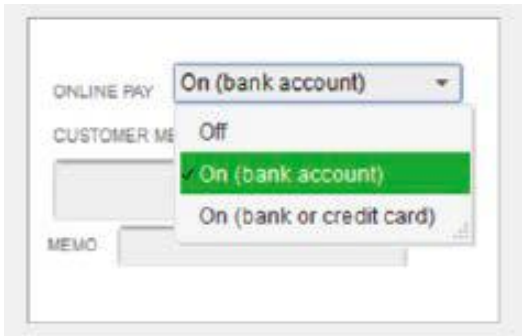 ONLINE PAY On (bank account)
CUSTOMER ME Off
On (bank account)
On (bank or credit card)
MEMO